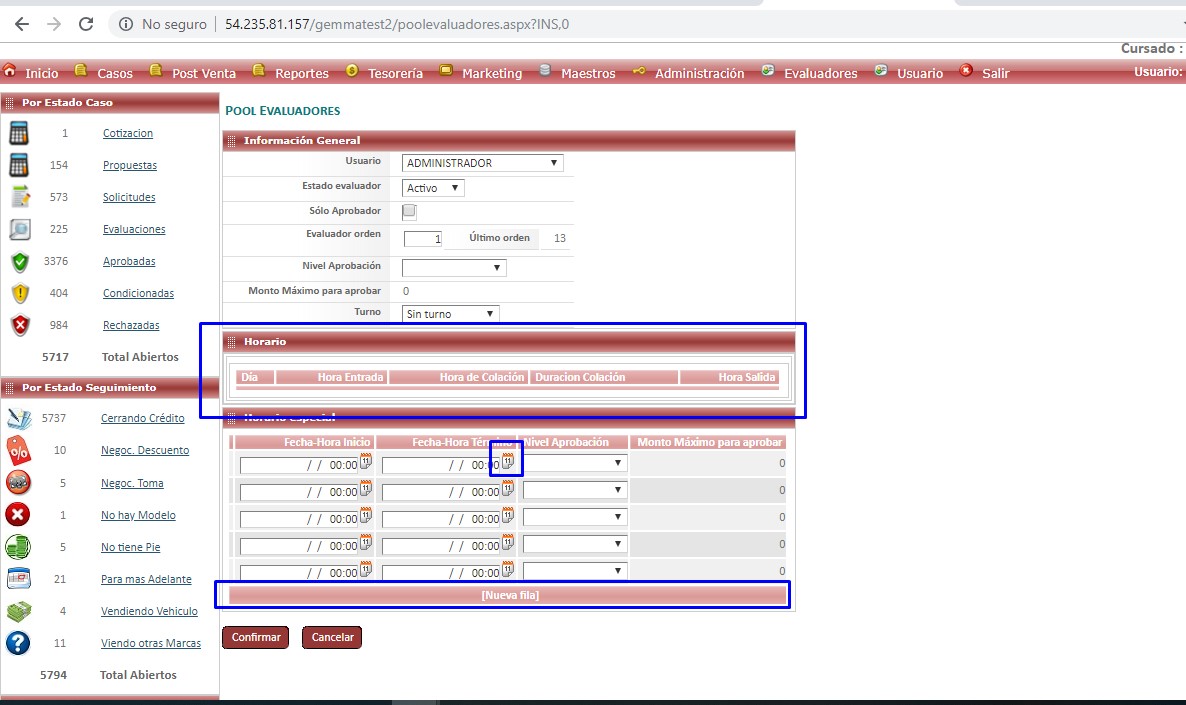 No seguro | 54.235.81.157/gemmatest2/poolevaluadores.aspx?INS,0
Cursado :
Inicio Casos Post Venta Reportes Tesorería Marketing Maestros Administración Evaluadores Usuario Salir Usuario:
Por Estado Caso
1 Cotizacion
154 Propuestas
573 Solicitudes
225 Evaluaciones
3376 Aprobadas
404 Condicionadas
984 Rechazadas
5717 Total Abiertos
Por Estado Seguimiento
5737 Cerrando Crédito
10 Negoc. Descuento
5 Negoc. Toma
1 No hay Modelo
5 No tiene Pie
21 Para mas Adelante
4 Vendiendo Vehiculo
11 Viendo otras Marcas
5794 Total Abiertos
POOL EVALUADORES
Información General
Usuario ADMINISTRADOR
Estado evaluador Activo
Sólo Aprobador
Evaluador orden 1 Último orden 13
Nivel Aprobación
Monto Máximo para aprobar 0
Turno Sin turno
Horario
Día Hora Entrada Hora de Colación Duracion Colación Hora Salida
Horario Especial
Fecha-Hora Inicio Fecha-Hora Término Nivel Aprobación Monto Máximo para aprobar
/ / 00:00 / / 00:00 0
/ / 00:00 / / 00:00 0
/ / 00:00 / / 00:00 0
/ / 00:00 / / 00:00 0
/ / 00:00 / / 00:00 0
[Nueva fila]
Confirmar Cancelar